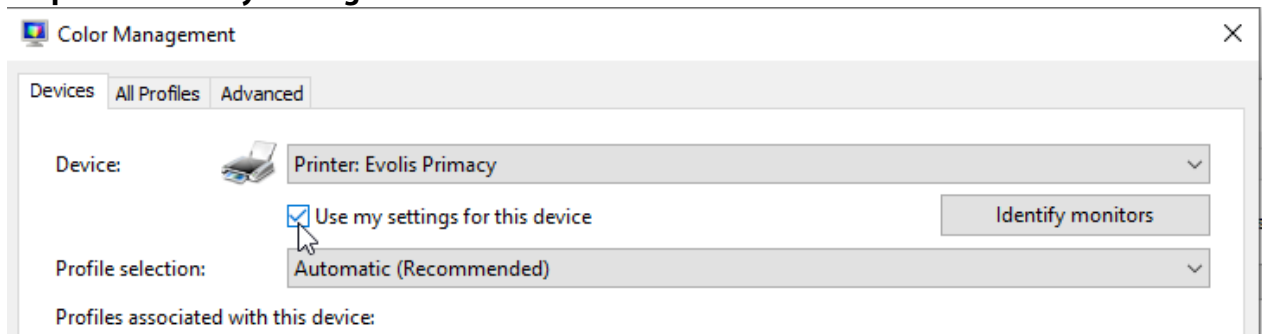 Color Management
Devices All Profiles Advanced
Device: Printer: Evolis Primacy
Use my settings for this device Identify monitors
Profile selection: Automatic (Recommended)
Profiles associated with this device: